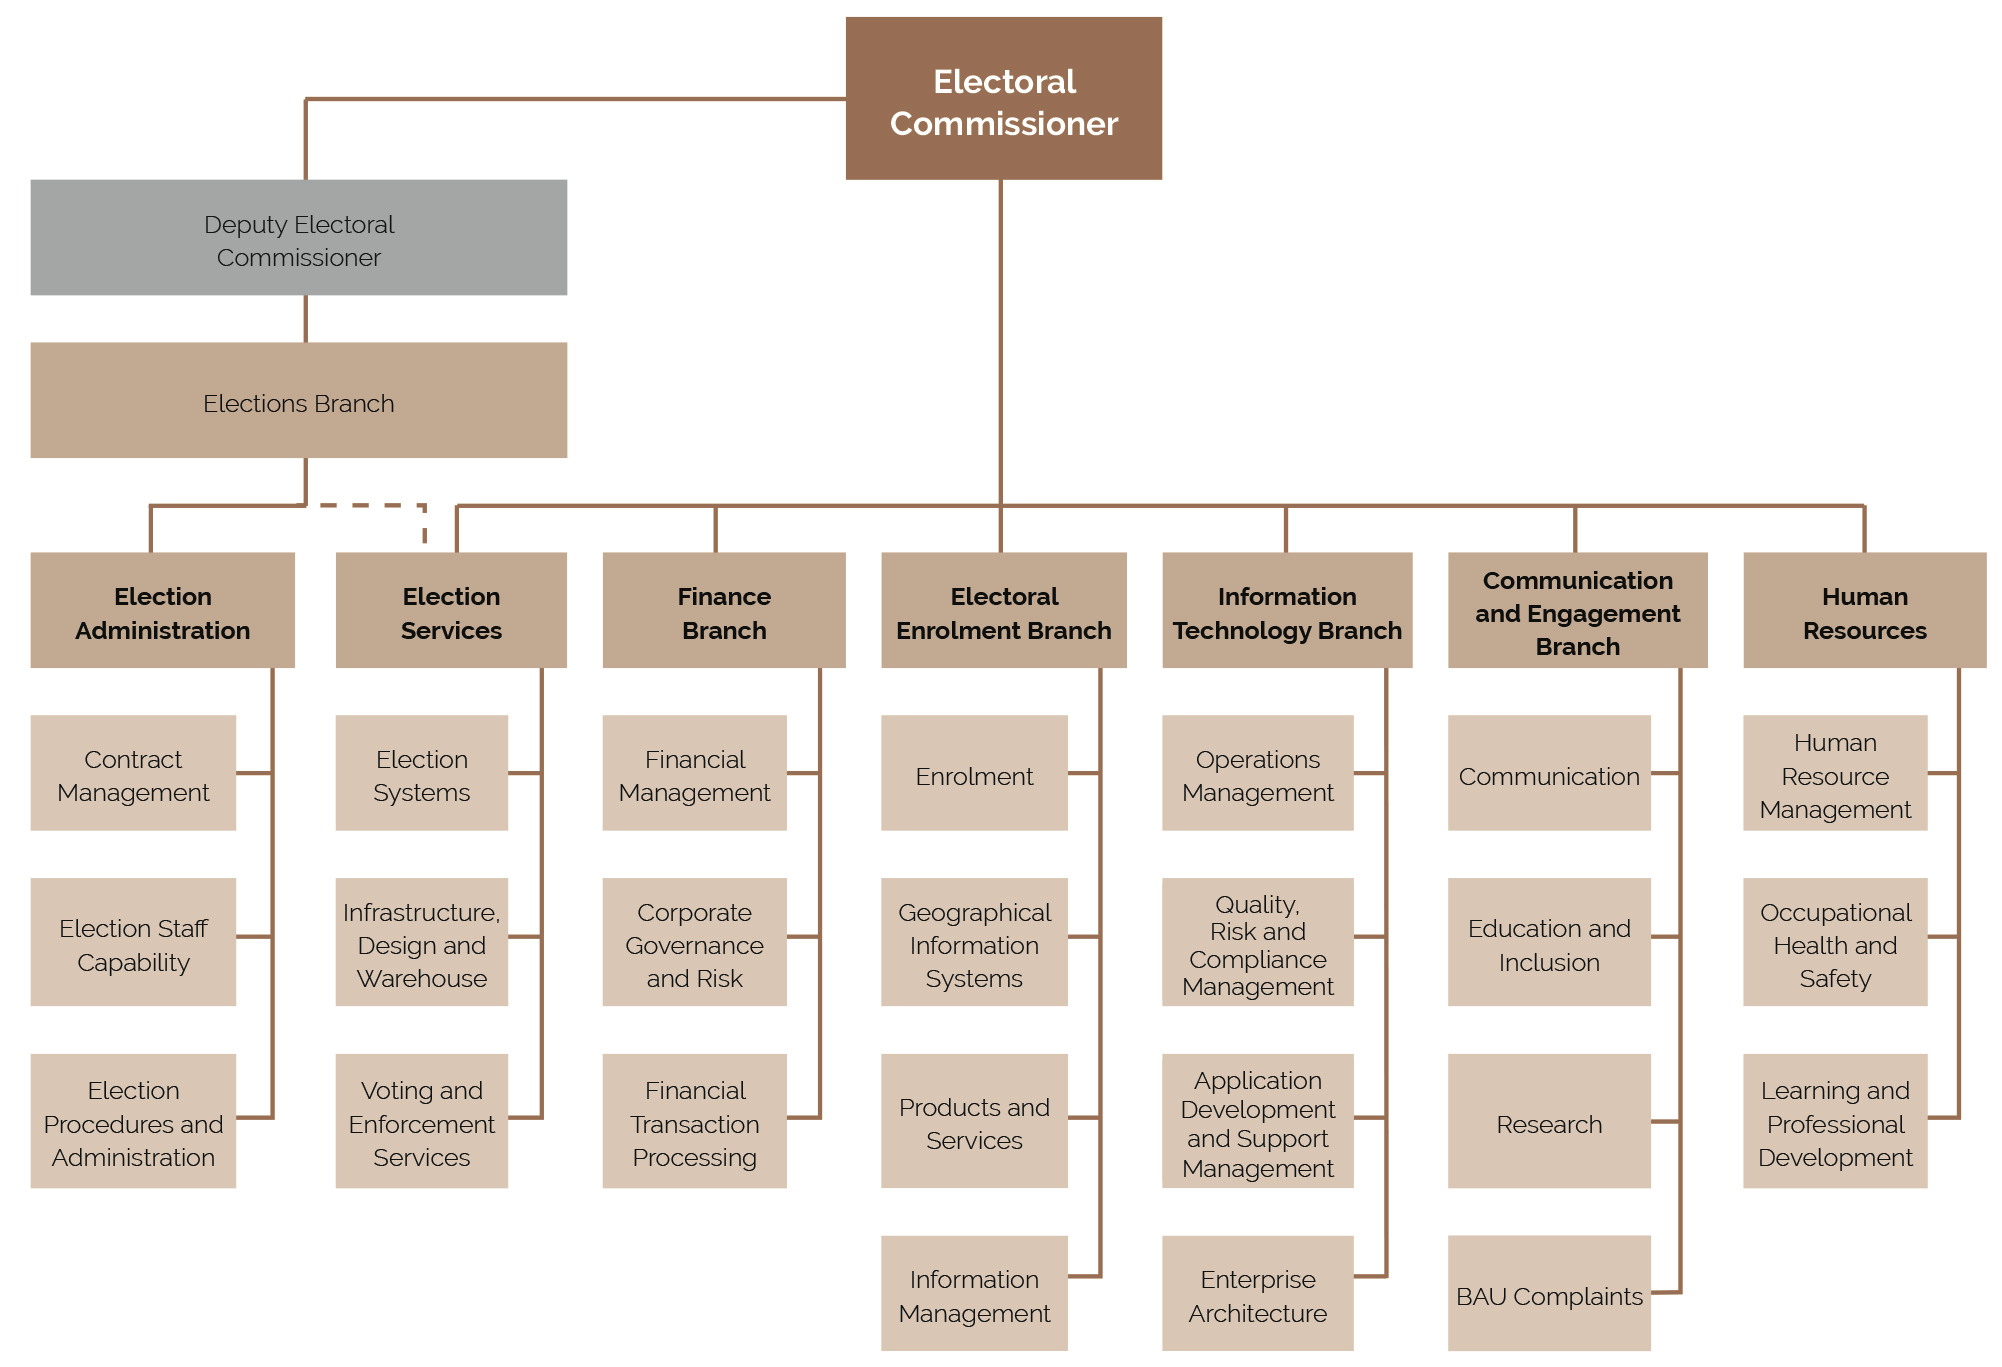 Electoral
Commissioner
Deputy Electoral
Commissioner
Elections Branch
Election
Administration
Contract
Management
Election Staff
Capability
Election
Procedures and
Administration
Election
Services
Election
Systems
Infrastructure,
Design and
Warehouse
Voting and
Enforcement
Services
Finance
Branch
Financial
Management
Corporate
Governance
and Risk
Financial
Transaction
Processing
Electoral
Enrolment Branch
Enrolment
Geographical
Information
Systems
Products and
Services
Information
Management
Information
Technology Branch
Operations
Management
Quality,
Risk and
Compliance
Management
Application
Development
and Support
Management
Enterprise
Architecture
Communication
and Engagement
Branch
Communication
Education and
Inclusion
Research
BAU Complaints
Human
Resources
Human
Resource
Management
Occupational
Health and
Safety
Learning and
Professional
Development